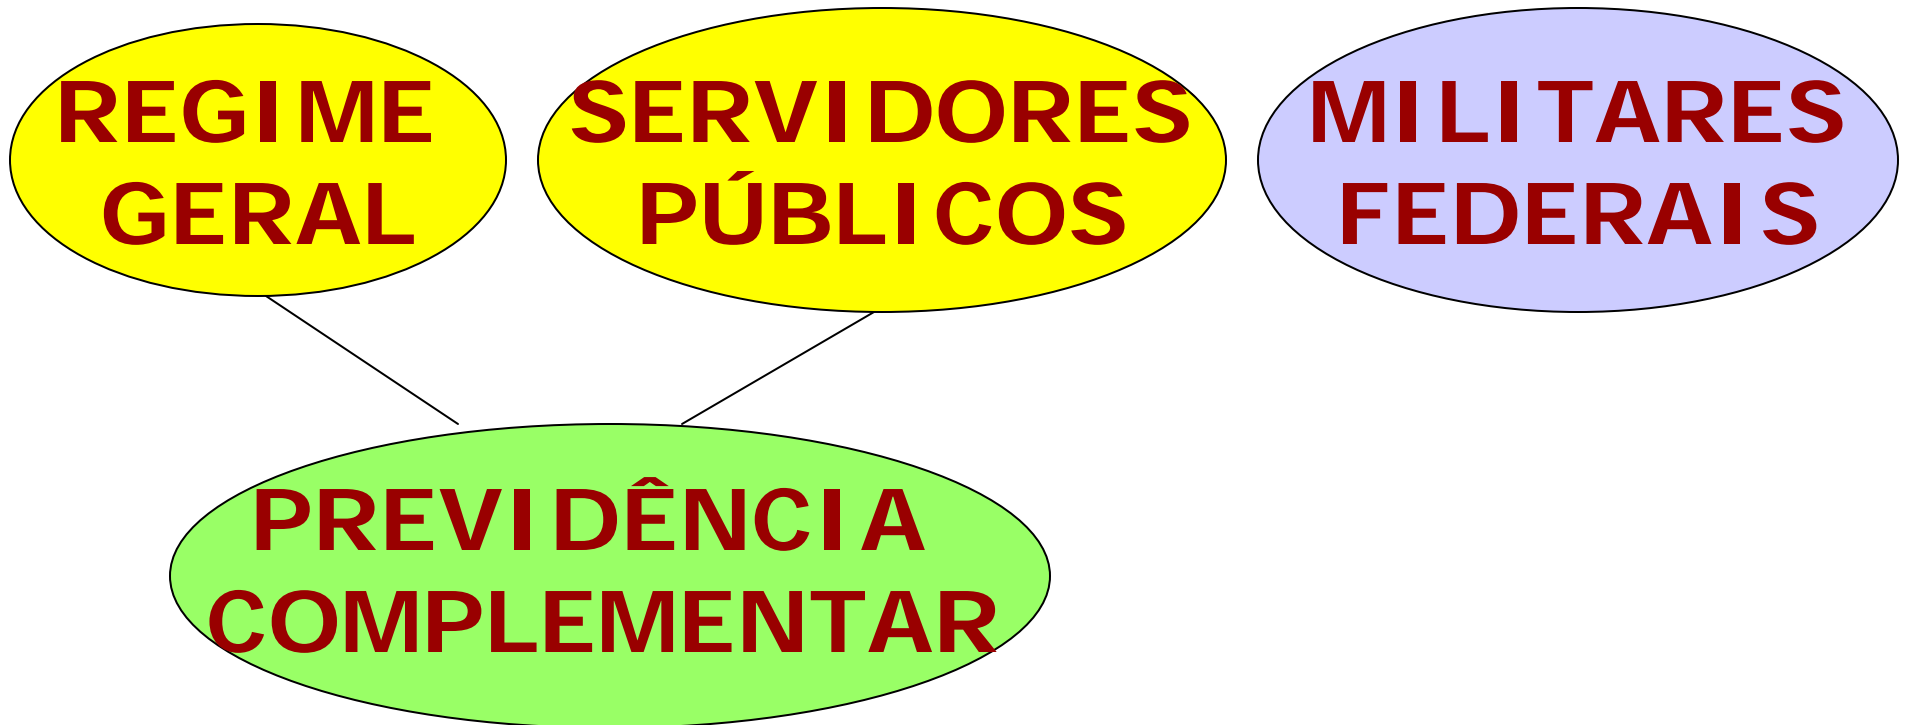 REGIME
GERAL
SERVIDORES
PÚBLICOS
MILITARES
FEDERAIS
PREVIDÊNCIA
COMPLEMENTAR